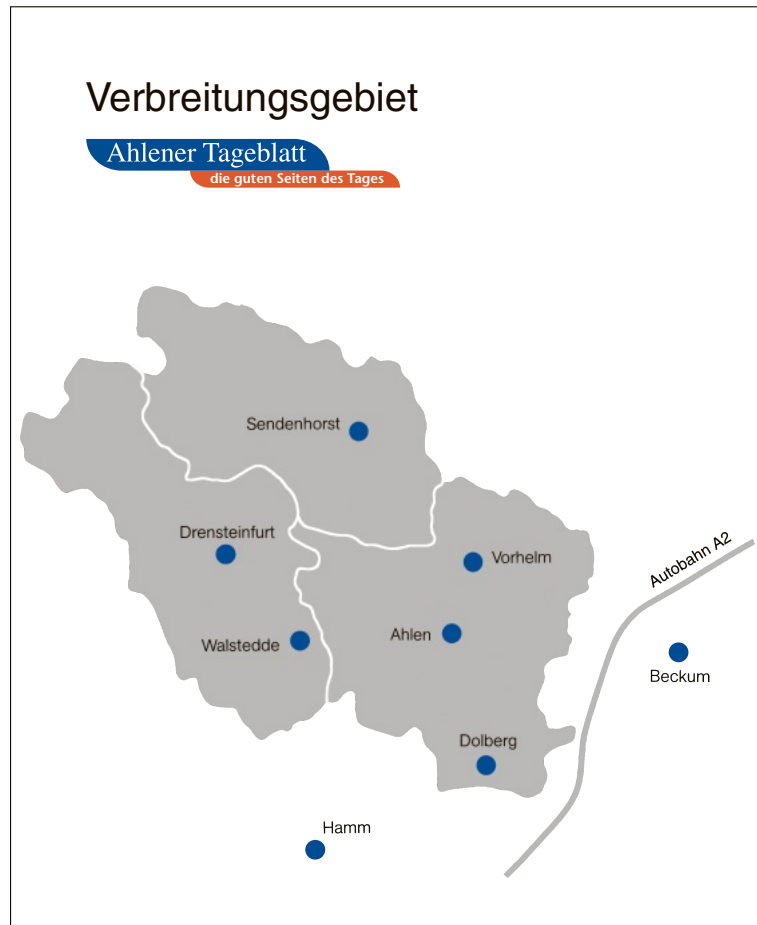 Verbreitungsgebiet
Ahlener Tageblatt
die guten Seiten des Tages
Sendenhorst
Drensteinfurt
Vorhelm
Autobahn A2
Ahlen
Walstedde
Beckum
Dolberg
Hamm